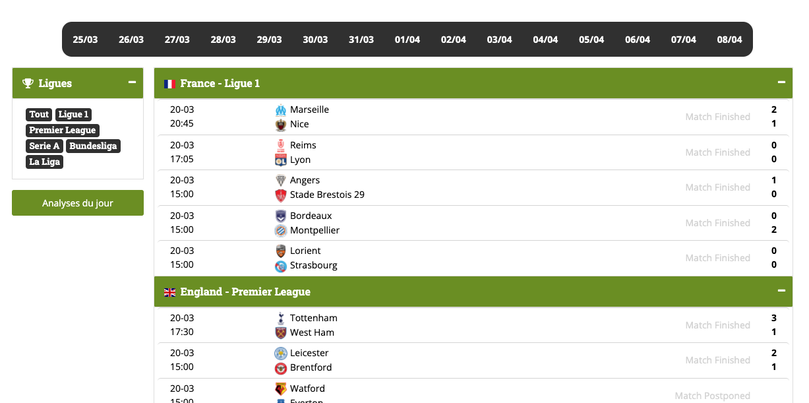 25/03 26/03 27/03 28/03 29/03 30/03 31/03 01/04 02/04 03/04 04/04 05/04 06/04 07/04 08/04
Ligues
Tout Ligue 1
Premier League
Serie A Bundesliga
La Liga
Analyses du jour
France - Ligue 1
20-03 Marseille 2
20:45 Nice 1
Match Finished
20-03 Reims 0
17:05 Lyon 0
Match Finished
20-03 Angers 1
15:00 Stade Brestois 29 0
Match Finished
20-03 Bordeaux 0
15:00 Montpellier 2
Match Finished
20-03 Lorient 0
15:00 Strasbourg 0
Match Finished
England - Premier League
20-03 Tottenham 3
17:30 West Ham 1
Match Finished
20-03 Leicester 2
15:00 Brentford 1
Match Finished
20-03 Watford
15:00 Everton
Match Postponed